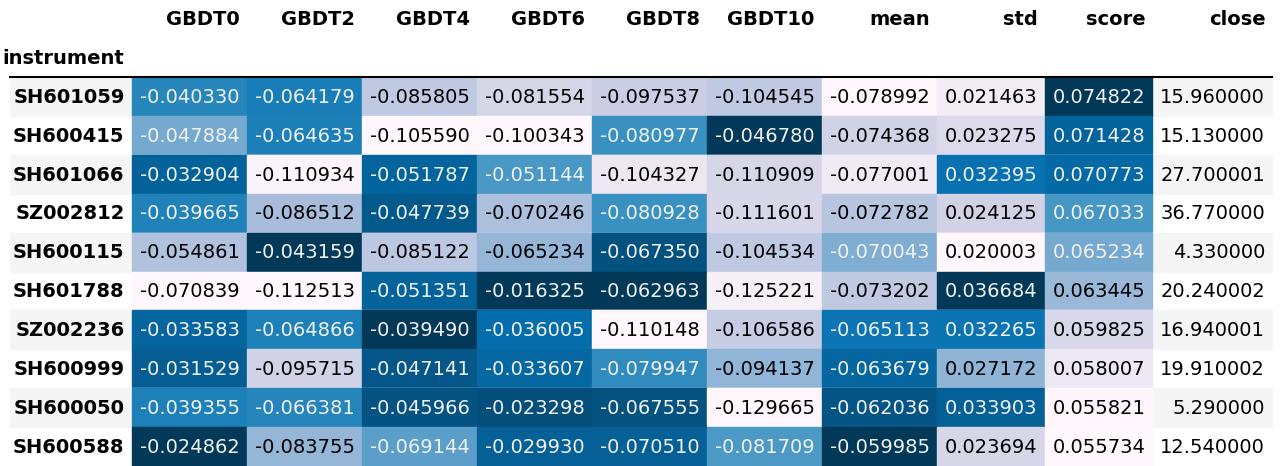 GBDT0 GBDT2 GBDT4 GBDT6 GBDT8 GBDT10 mean std score close
instrument
SH601059 -0.040330 -0.064179 -0.085805 -0.081554 -0.097537 -0.104545 -0.078992 0.021463 0.074822 15.960000
SH600415 -0.047884 -0.064635 -0.105590 -0.100343 -0.080977 -0.046780 -0.074368 0.023275 0.071428 15.130000
SH601066 -0.032904 -0.110934 -0.051787 -0.051144 -0.104327 -0.110909 -0.077001 0.032395 0.070773 27.700001
SZ002812 -0.039665 -0.086512 -0.047739 -0.070246 -0.080928 -0.111601 -0.072782 0.024125 0.067033 36.770000
SH600115 -0.054861 -0.043159 -0.085122 -0.065234 -0.067350 -0.104534 -0.070043 0.020003 0.065234 4.330000
SH601788 -0.070839 -0.112513 -0.051351 -0.016325 -0.062963 -0.125221 -0.073202 0.036684 0.063445 20.240002
SZ002236 -0.033583 -0.064866 -0.039490 -0.036005 -0.110148 -0.106586 -0.065113 0.032265 0.059825 16.940001
SH600999 -0.031529 -0.095715 -0.047141 -0.033607 -0.079947 -0.094137 -0.063679 0.027172 0.058007 19.910002
SH600050 -0.039355 -0.066381 -0.045966 -0.023298 -0.067555 -0.129665 -0.062036 0.033903 0.055821 5.290000
SH600588 -0.024862 -0.083755 -0.069144 -0.029930 -0.070510 -0.081709 -0.059985 0.023694 0.055734 12.540000